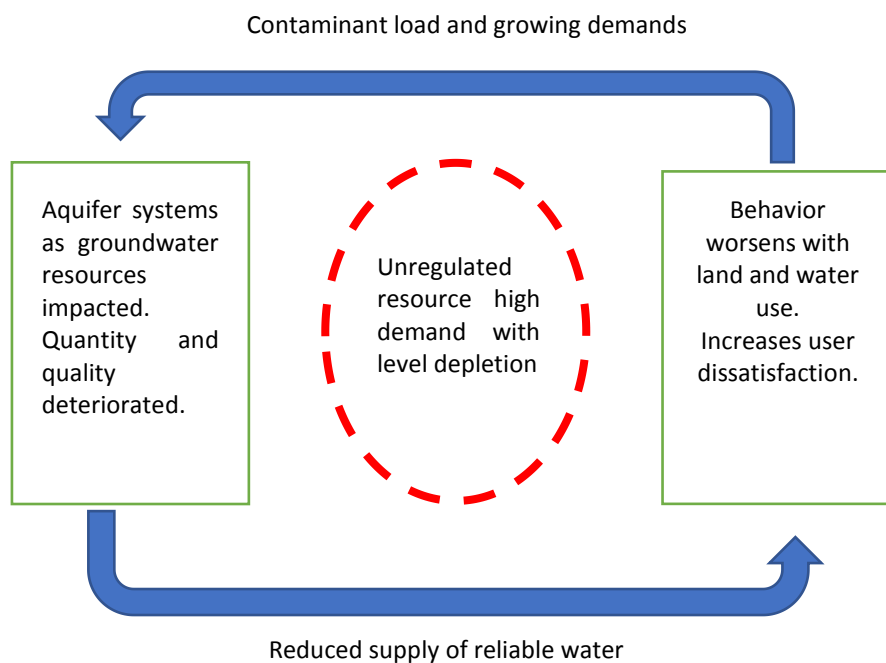 Contaminant load and growing demands
Aquifer systems
as groundwater
resources
impacted.
Quantity and
quality
deteriorated.
Unregulated
resource high
demand with
level depletion
Behavior
worsens with
land and water
use.
Increases user
dissatisfaction.
Reduced supply of reliable water